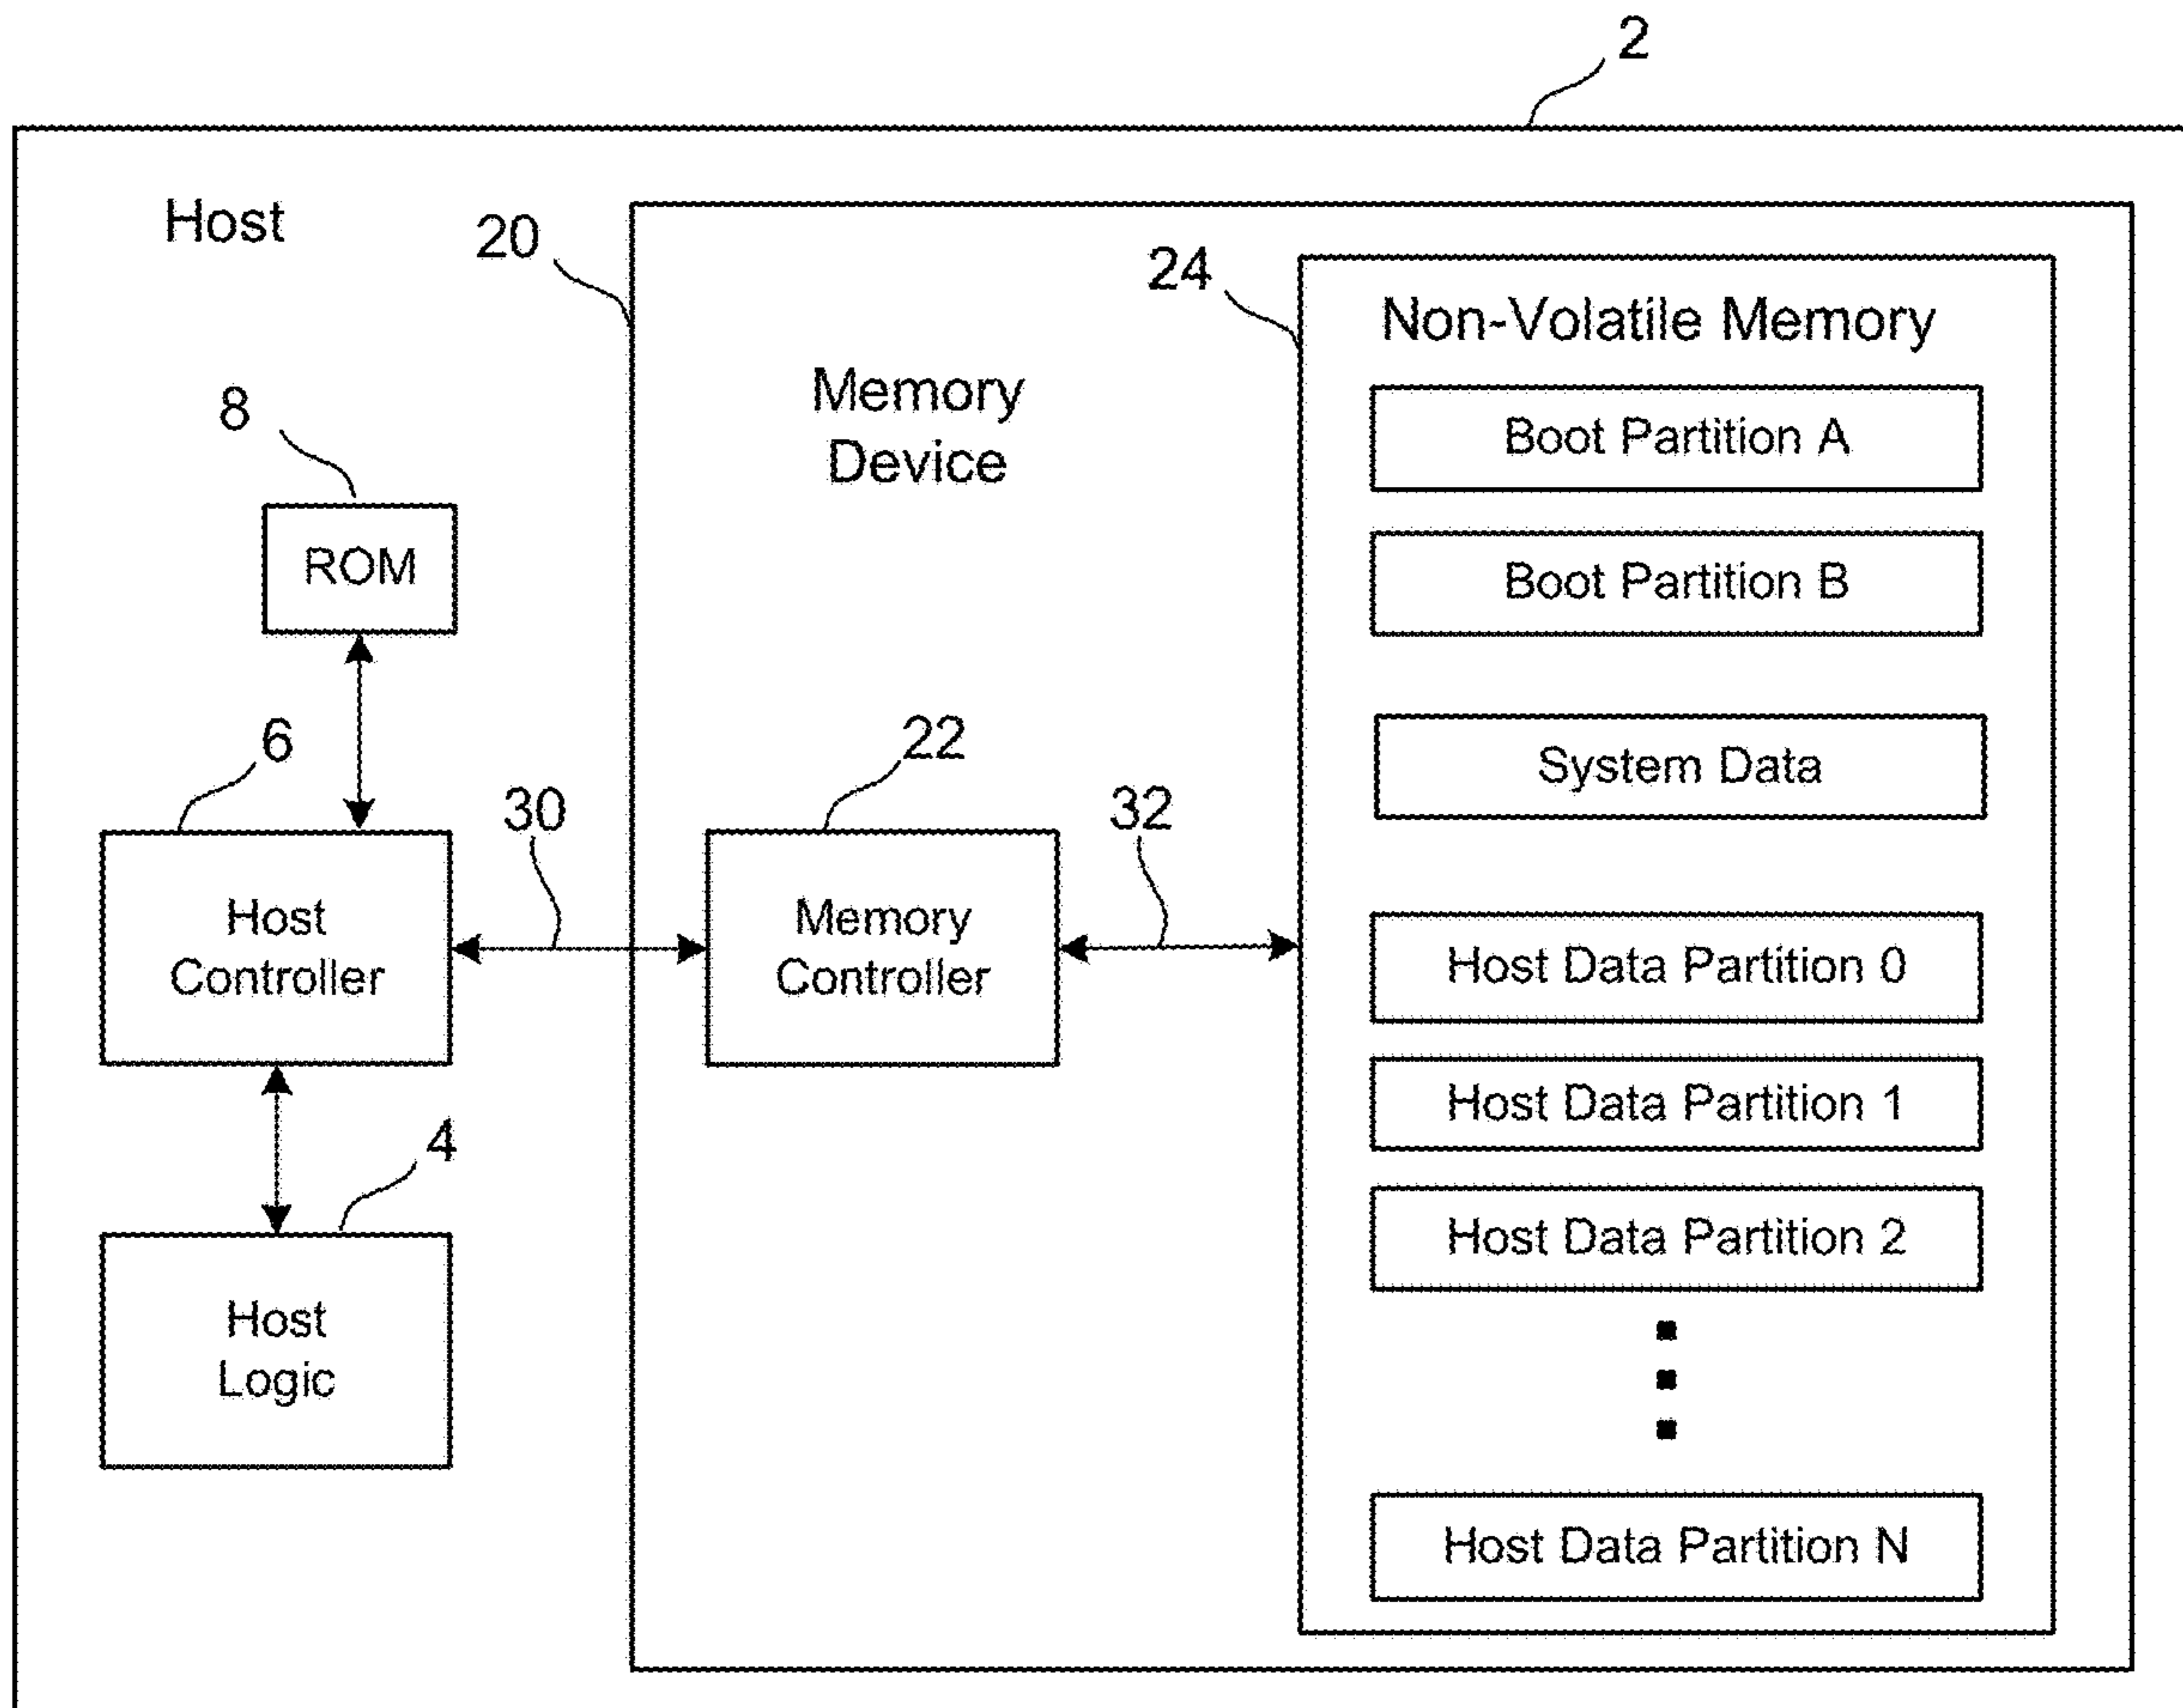 2
Host
20
24
Non-Volatile Memory
Memory
Device
Boot Partition A
8
ROM
Boot Partition B
6
22
System Data
30
32
Host
Controller
Memory
Controller
Host Data Partition 0
Host Data Partition 1
4
Host Data Partition 2
Host
Logic
Host Data Partition N